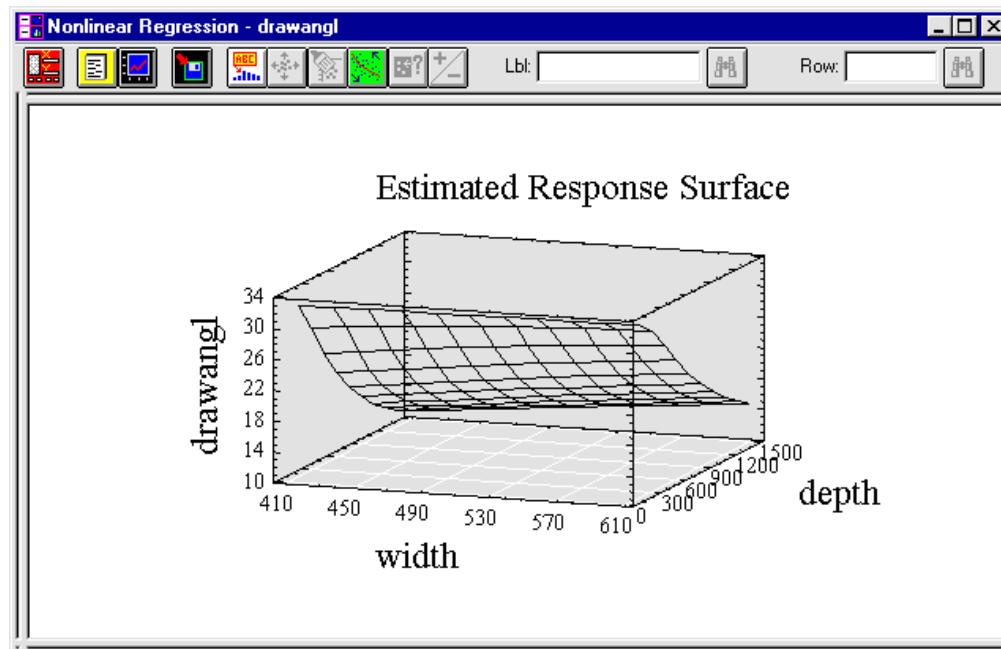 Nonlinear Regression - drawangl
ABC
Lbl:
Row:
Estimated Response Surface
drawangl
34
30
26
22
18
14
10
410 450 490 530 570 610
width
0 300 600 900 1200 1500
depth